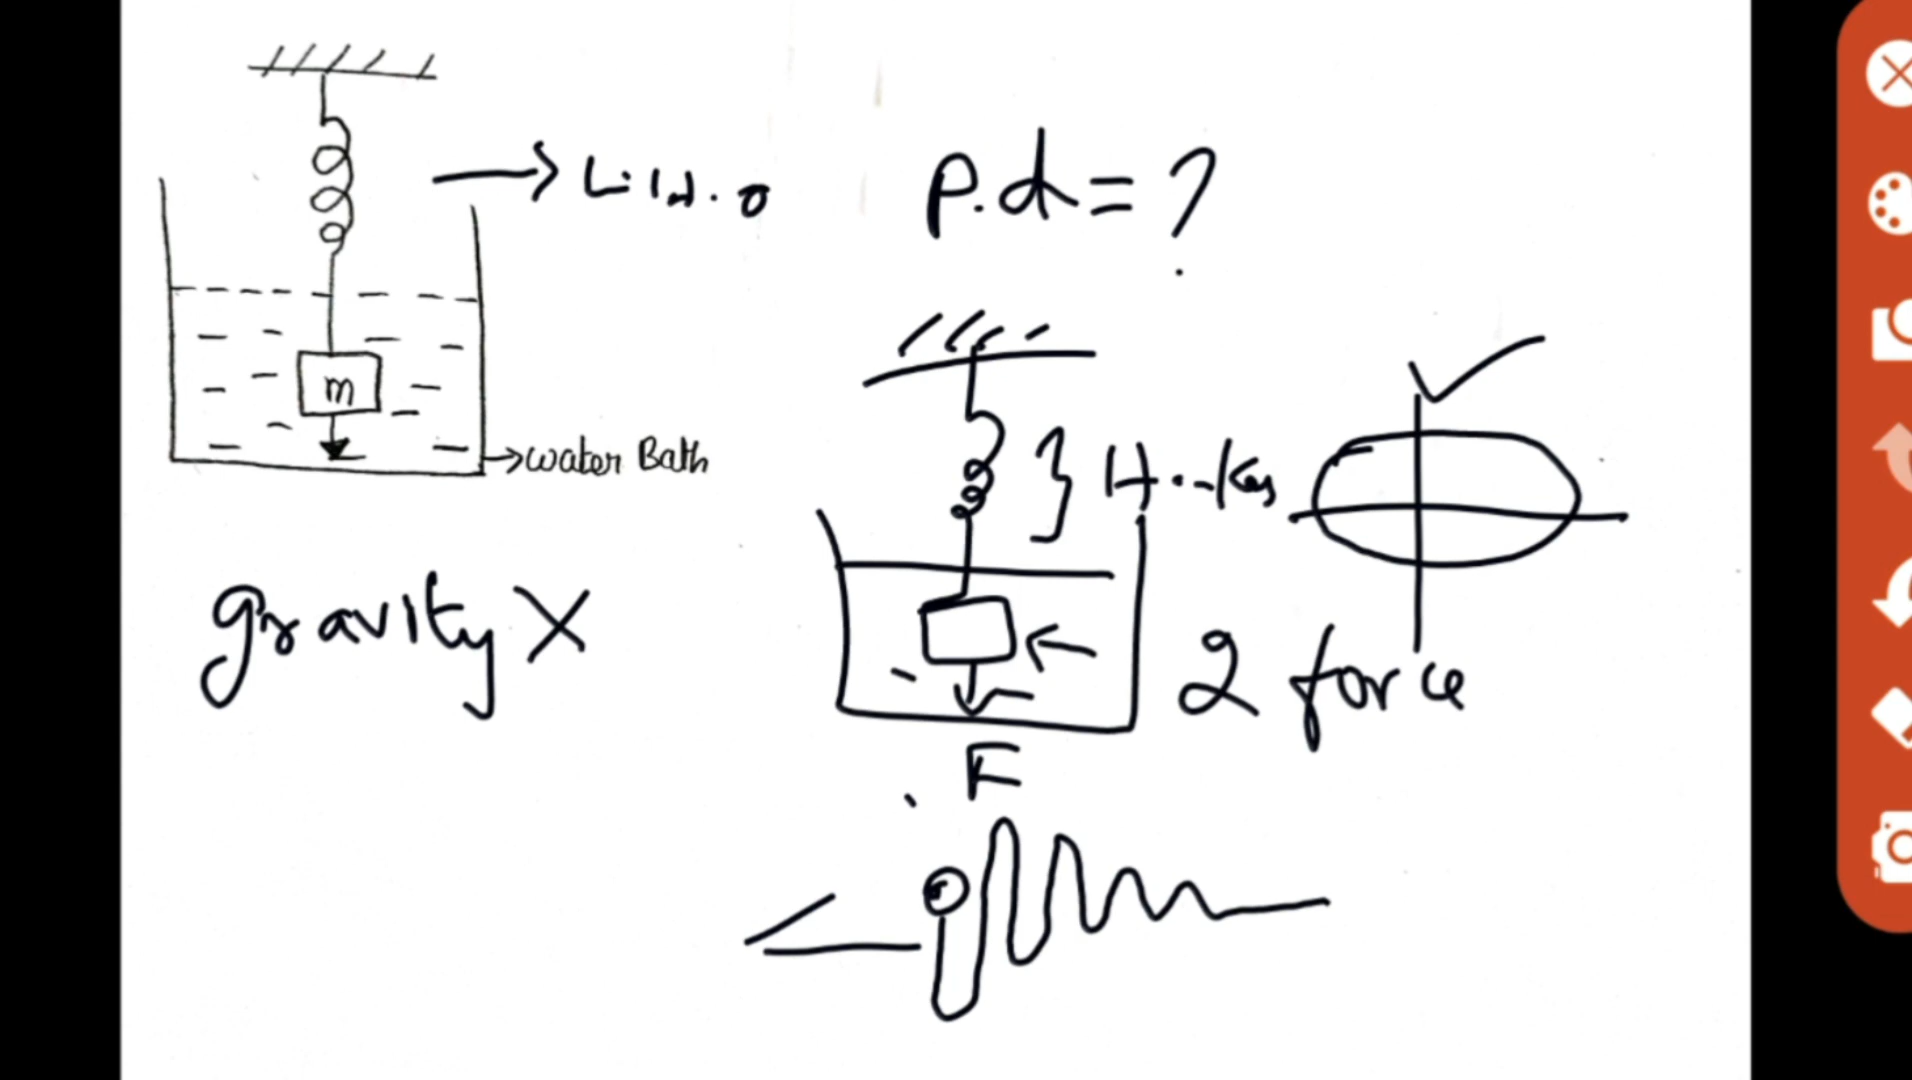 L.H.O
P.d = ?
m
water Bath
gravity X
2 force
F